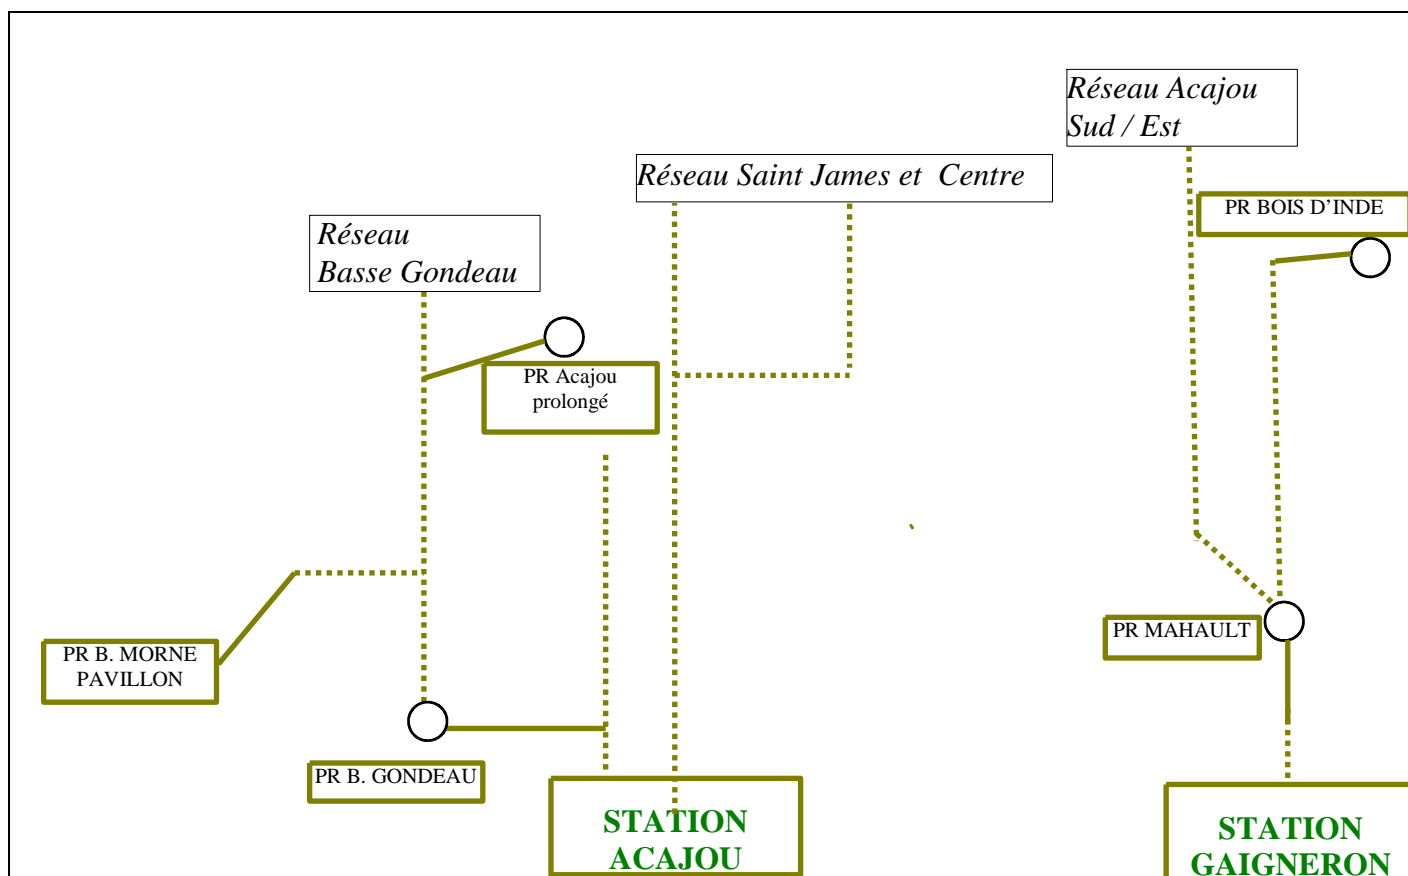 Réseau Acajou
Sud / Est
Réseau Saint James et Centre
PR BOIS D’INDE
Réseau
Basse Gondeau
PR Acajou
prolongé
PR MAHAULT
PR B. MORNE
PAVILLON
PR B. GONDEAU
STATION
ACAJOU
STATION
GAIGNERON